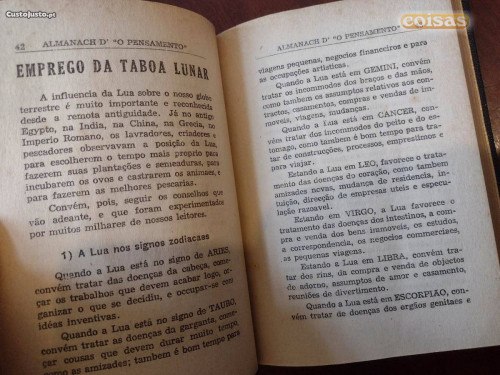 CustoJusto.pt
coisas
42 ALMANACH D' "O PENSAMENTO"
EMPREGO DA TABOA LUNAR
A influencia da Lua sobre o nosso globo
terrestre é muito importante e reconhecida
desde a remota antiguidade. Já no antigo
Egypto, na India, na China, na Grecia, no
Imperio Romano, os lavradores, criadores e
pescadores observavam a posição da Lua,
para escolherem o tempo mais proprio para
fazerem suas plantações e semeaduras, para
incubarem os ovos e castrarem os animaes, e
para fazerem as melhores pescarias.
Convém, pois, seguir os conselhos que
vão adeante, e que foram experimentados
por muitos milhares de nossos leitores.
1) A Lua nos signos zodiacaes
Quando a Lua está no signo de ARIES,
convém tratar das doenças da cabeça, começar
çar os trabalhos que devem acabar logo, or-
ganizar o que se decidiu, e occupar-se com
idéas inventivas.
Quando a Lua está no signo de TAURO,
convém tratar as doenças da garganta, come-
çar cousas que devem durar muito tempo,
como as amizades; tambem é bom tempo para
ALMANACH D' "O PENSAMENTO"
viagens pequenas, negocios financeiros e para
as occupações artisticas.
Quando a Lua está em GEMINI, convém
tratar os incommodos dos braços e das mãos,
como tambem os assumptos relativos aos con-
tractos, casamentos, compras e vendas de im-
moveis, viagens, mudanças.
Quando a Lua está em CANCER, convém
tratar dos incommodos do peito e do es-
tomago, como tambem é bom tempo para tra-
tar de construcções, processos, emprestimos e
para viajar.
Estando a Lua em LEO, favorece o trata-
mento das doenças do coração, como tambem
amizades novas, mudança de residencia, in-
direcção de emprezas uteis e especu-
lação razoavel.
Estando em VIRGO, a Lua favorece o
tratamento das doenças dos intestinos, a com-
pra e venda dos bens inmoveis, os estudos,
a correspondencia, os negocios commerciaes,
as pequenas viagens.
Estando a Lua em LIBRA, convém tra-
tar dos rins, da compra e venda de objectos
de adorno, assumptos de amor e casamento,
reuniões de divertimento.
Quando a Lua está em ESCORPIÃO, con-
vém tratar de doenças dos orgãos genitaes e